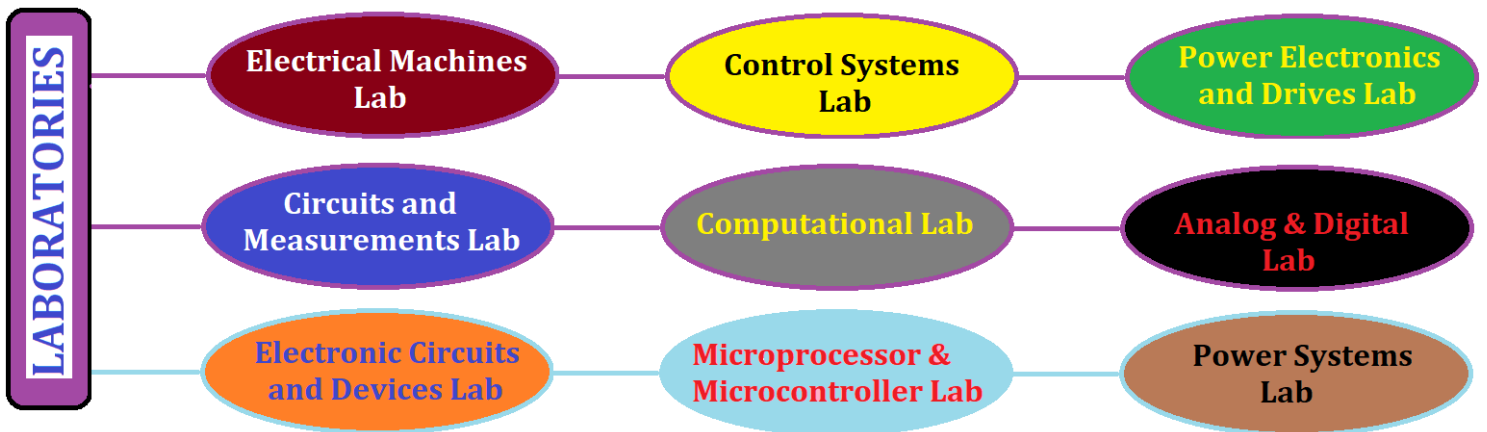 LABORATORIES
Electrical Machines
Lab
Control Systems
Lab
Power Electronics
and Drives Lab
Circuits and
Measurements Lab
Computational Lab
Analog & Digital
Lab
Electronic Circuits
and Devices Lab
Microprocessor &
Microcontroller Lab
Power Systems
Lab